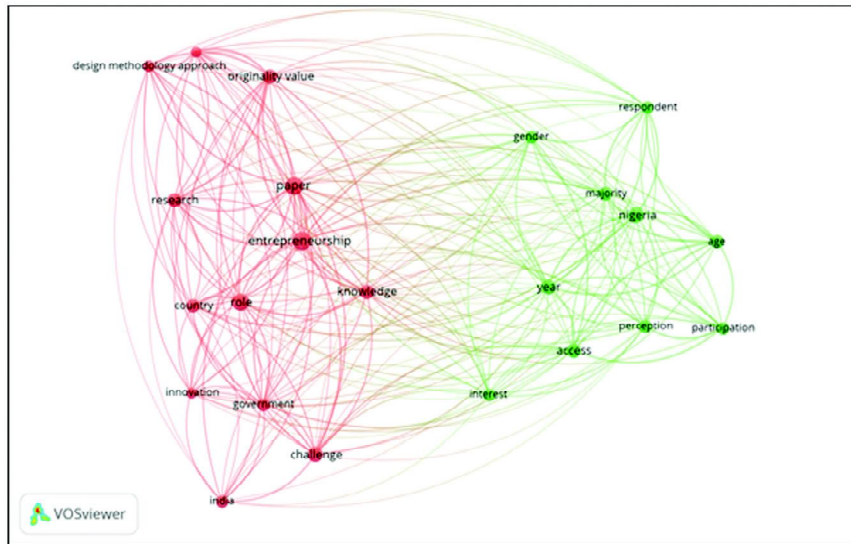 design methodology approach
originality value
respondent
gender
paper
research
majority
nigeria
entrepreneurship
age
knowledge
year
country
role
perception
participation
access
innovation
interest
government
challenge
india
VOSviewer